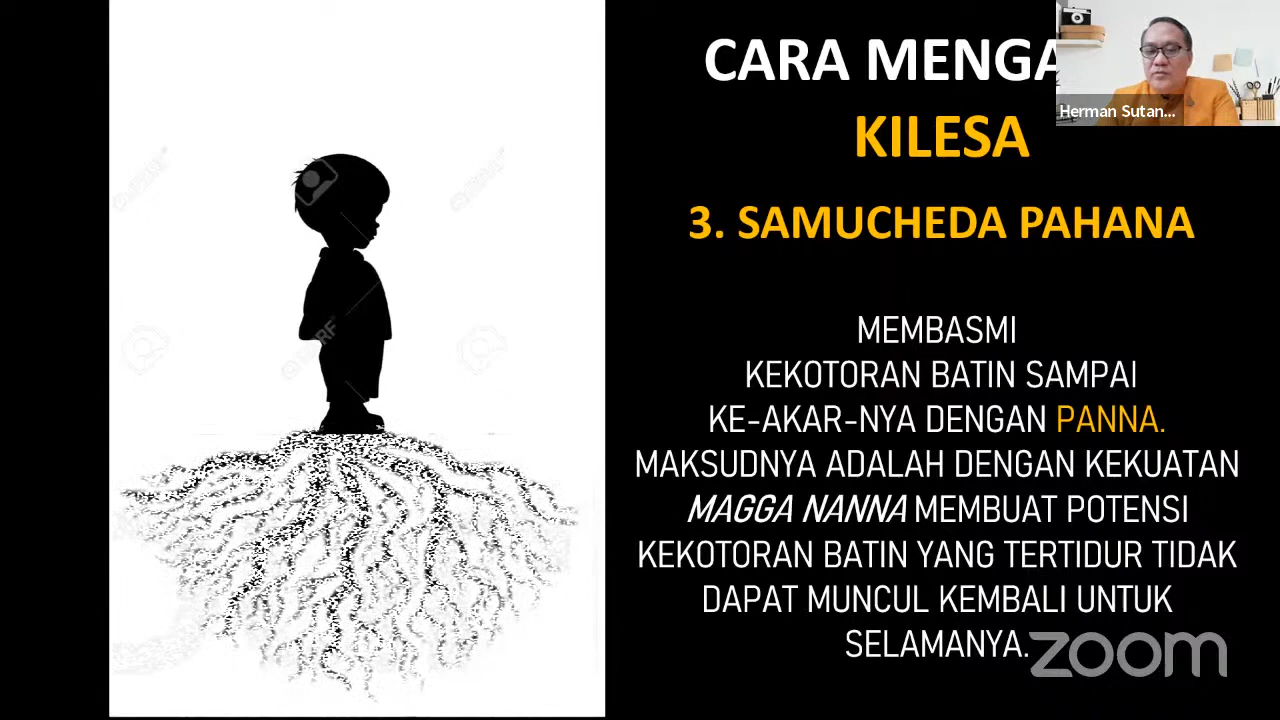 CARA MENGA
KILESA
3. SAMUCHEDA PAHANA
MEMBASMI
KEKOTORAN BATIN SAMPAI
KE-AKAR-NYA DENGAN PANNA.
MAKSUDNYA ADALAH DENGAN KEKUATAN
MAGGA NANNA MEMBUAT POTENSI
KEKOTORAN BATIN YANG TERTIDUR TIDAK
DAPAT MUNCUL KEMBALI UNTUK
SELAMANYA.
Herman Sutan...
zoom